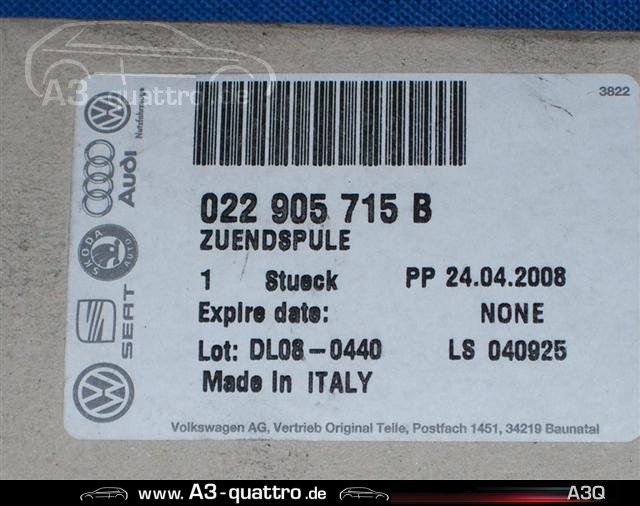 A3-quattro.de
3822
Nutzfahrzeuge
Audi
SKODA AUTO
SEAT
022 905 715 B
ZUENDSPULE
1 Stueck PP 24.04.2008
Expire date: NONE
Lot: DL08-0440 LS 040925
Made in ITALY
Volkswagen AG, Vertrieb Original Teile, Postfach 1451, 34219 Baunatal
www.A3-quattro.de A3Q